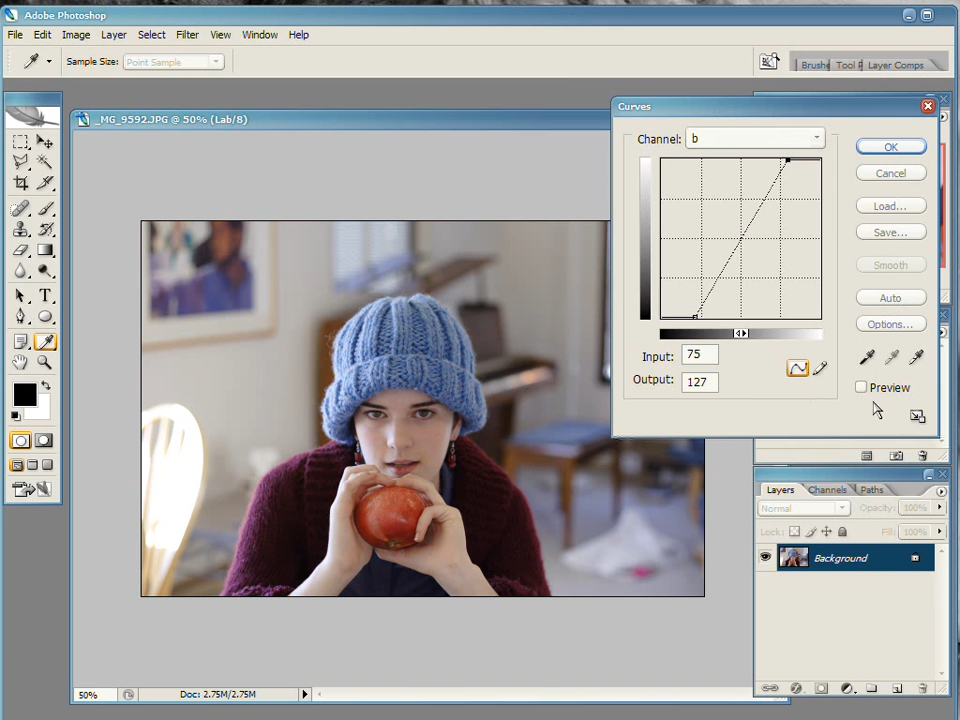 Adobe Photoshop
File Edit Image Layer Select Filter View Window Help
Sample Size: Point Sample
Brushe Tool P Layer Comps
_MG_9592.JPG @ 50% (Lab/8)
Curves
Channel: b
OK
Cancel
Load...
Save...
Smooth
Auto
Options...
Input: 75
Output: 127
Preview
Layers Channels Paths
Normal Opacity: 100%
Lock: Fill: 100%
Background
50% Doc: 2.75M/2.75M